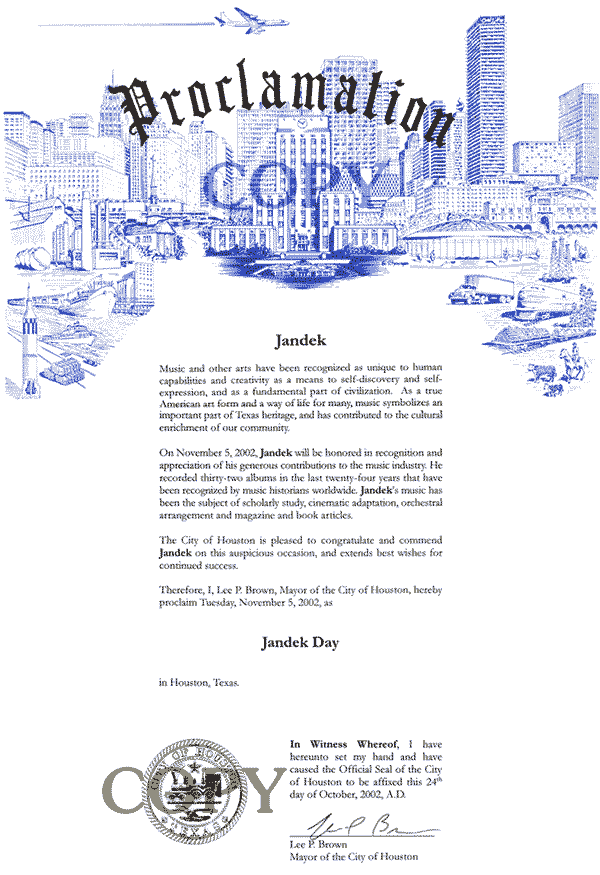 Proclamation
COPY
Jandek
Music and other arts have been recognized as unique to human
capabilities and creativity as a means to self-discovery and self-
expression, and as a fundamental part of civilization. As a true
American art form and a way of life for many, music symbolizes an
important part of Texas heritage, and has contributed to the cultural
enrichment of our community.
On November 5, 2002, Jandek will be honored in recognition and
appreciation of his generous contributions to the music industry. He
recorded thirty-two albums in the last twenty-four years that have
been recognized by music historians worldwide. Jandek's music has
been the subject of scholarly study, cinematic adaptation, orchestral
arrangement and magazine and book articles.
The City of Houston is pleased to congratulate and commend
Jandek on this auspicious occasion, and extends best wishes for
continued success.
Therefore, I, Lee P. Brown, Mayor of the City of Houston, hereby
proclaim Tuesday, November 5, 2002, as
Jandek Day
in Houston, Texas.
CITY OF HOUSTON
TEXAS
COPY
In Witness Whereof, I have
hereunto set my hand and have
caused the Official Seal of the City
of Houston to be affixed this 24th
day of October, 2002, A.D.
Lee P. Brown
Lee P. Brown
Mayor of the City of Houston